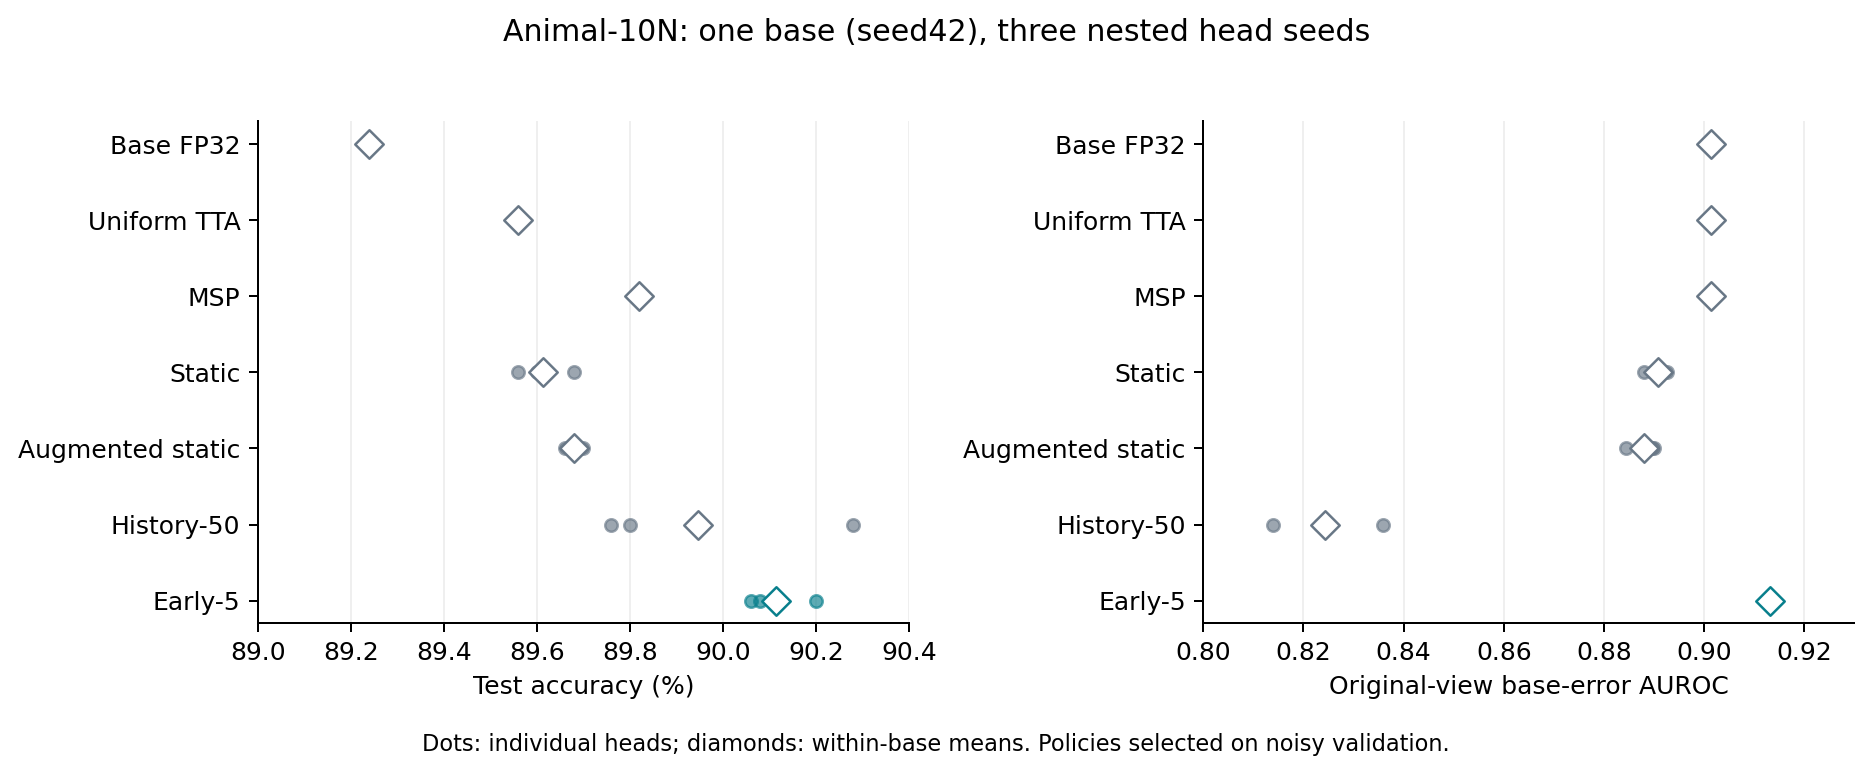 Animal-10N: one base (seed42), three nested head seeds
Base FP32
Uniform TTA
MSP
Static
Augmented static
History-50
Early-5
89.0 89.2 89.4 89.6 89.8 90.0 90.2 90.4
Test accuracy (%)
Base FP32
Uniform TTA
MSP
Static
Augmented static
History-50
Early-5
0.80 0.82 0.84 0.86 0.88 0.90 0.92
Original-view base-error AUROC
Dots: individual heads; diamonds: within-base means. Policies selected on noisy validation.